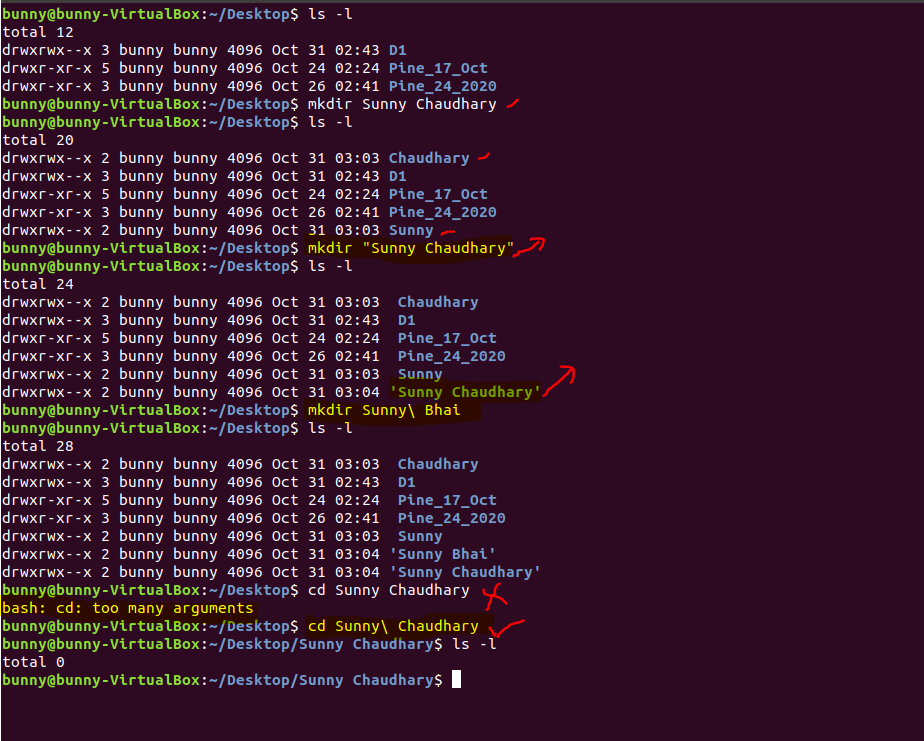 bunny@bunny-VirtualBox:~/Desktop$ ls -l
total 12
drwxrwx--x 3 bunny bunny 4096 Oct 31 02:43 D1
drwxr-xr-x 5 bunny bunny 4096 Oct 24 02:24 Pine_17_Oct
drwxr-xr-x 3 bunny bunny 4096 Oct 26 02:41 Pine_24_2020
bunny@bunny-VirtualBox:~/Desktop$ mkdir Sunny Chaudhary
bunny@bunny-VirtualBox:~/Desktop$ ls -l
total 20
drwxrwx--x 2 bunny bunny 4096 Oct 31 03:03 Chaudhary
drwxrwx--x 3 bunny bunny 4096 Oct 31 02:43 D1
drwxr-xr-x 5 bunny bunny 4096 Oct 24 02:24 Pine_17_Oct
drwxr-xr-x 3 bunny bunny 4096 Oct 26 02:41 Pine_24_2020
drwxrwx--x 2 bunny bunny 4096 Oct 31 03:03 Sunny
bunny@bunny-VirtualBox:~/Desktop$ mkdir "Sunny Chaudhary"
bunny@bunny-VirtualBox:~/Desktop$ ls -l
total 24
drwxrwx--x 2 bunny bunny 4096 Oct 31 03:03  Chaudhary
drwxrwx--x 3 bunny bunny 4096 Oct 31 02:43  D1
drwxr-xr-x 5 bunny bunny 4096 Oct 24 02:24  Pine_17_Oct
drwxr-xr-x 3 bunny bunny 4096 Oct 26 02:41  Pine_24_2020
drwxrwx--x 2 bunny bunny 4096 Oct 31 03:03  Sunny
drwxrwx--x 2 bunny bunny 4096 Oct 31 03:04 'Sunny Chaudhary'
bunny@bunny-VirtualBox:~/Desktop$ mkdir Sunny\ Bhai
bunny@bunny-VirtualBox:~/Desktop$ ls -l
total 28
drwxrwx--x 2 bunny bunny 4096 Oct 31 03:03  Chaudhary
drwxrwx--x 3 bunny bunny 4096 Oct 31 02:43  D1
drwxr-xr-x 5 bunny bunny 4096 Oct 24 02:24  Pine_17_Oct
drwxr-xr-x 3 bunny bunny 4096 Oct 26 02:41  Pine_24_2020
drwxrwx--x 2 bunny bunny 4096 Oct 31 03:03  Sunny
drwxrwx--x 2 bunny bunny 4096 Oct 31 03:04 'Sunny Bhai'
drwxrwx--x 2 bunny bunny 4096 Oct 31 03:04 'Sunny Chaudhary'
bunny@bunny-VirtualBox:~/Desktop$ cd Sunny Chaudhary
bash: cd: too many arguments
bunny@bunny-VirtualBox:~/Desktop$ cd Sunny\ Chaudhary
bunny@bunny-VirtualBox:~/Desktop/Sunny Chaudhary$ ls -l
total 0
bunny@bunny-VirtualBox:~/Desktop/Sunny Chaudhary$